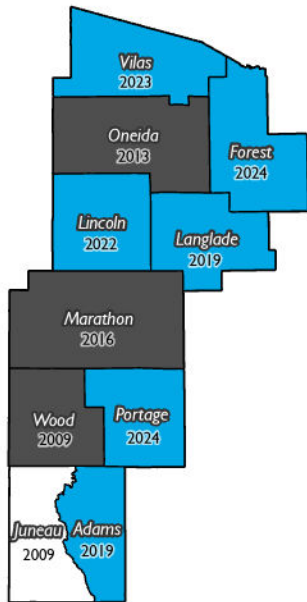 Vilas
2023
Oneida
2013
Forest
2024
Lincoln
2022
Langlade
2019
Marathon
2016
Wood
2009
Portage
2024
Juneau
2009
Adams
2019